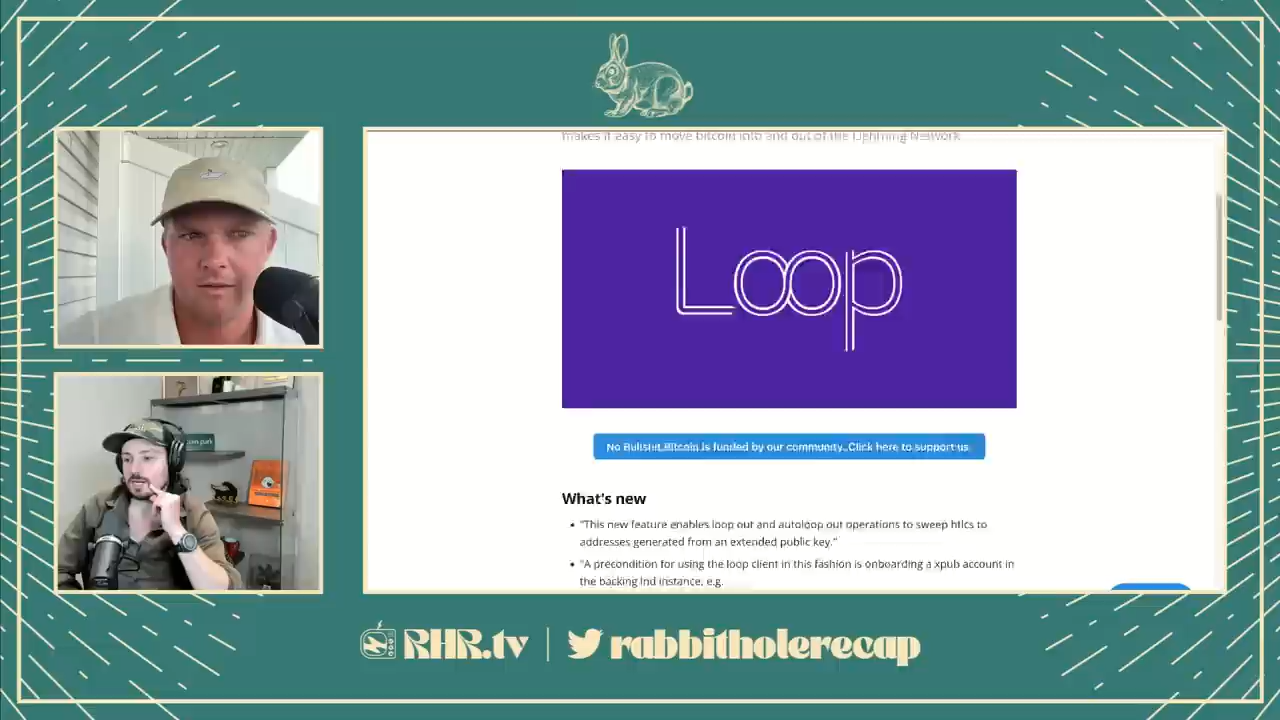 makes it easy to move bitcoin into and out of the Lightning Network
Loop
No Bullshit Bitcoin is funded by our community. Click here to support us
What's new
• "This new feature enables loop out and autoloop out operations to sweep htlcs to
addresses generated from an extended public key."
• "A precondition for using the loop client in this fashion is onboarding a xpub account in
the backing lnd instance, e.g.
park
RHR.tv | rabbitholerecap